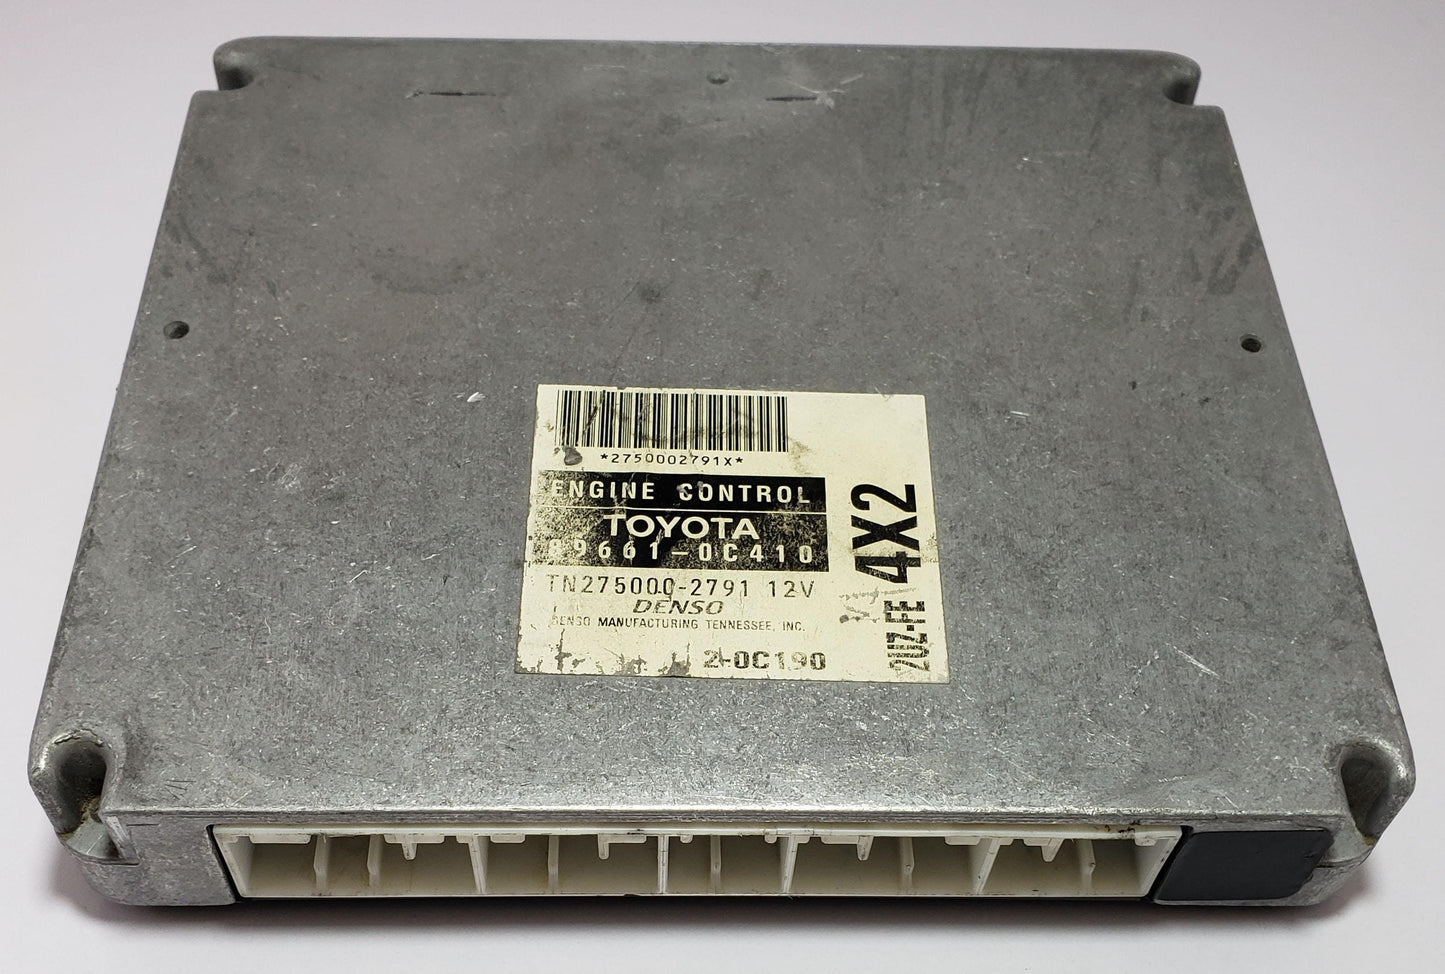 *2750002791X*
ENGINE CONTROL
TOYOTA
89661-0C410
TN275000-2791 12V
DENSO
DENSO MANUFACTURING TENNESSEE, INC.
2-0C190
2UZ-FE 4X2